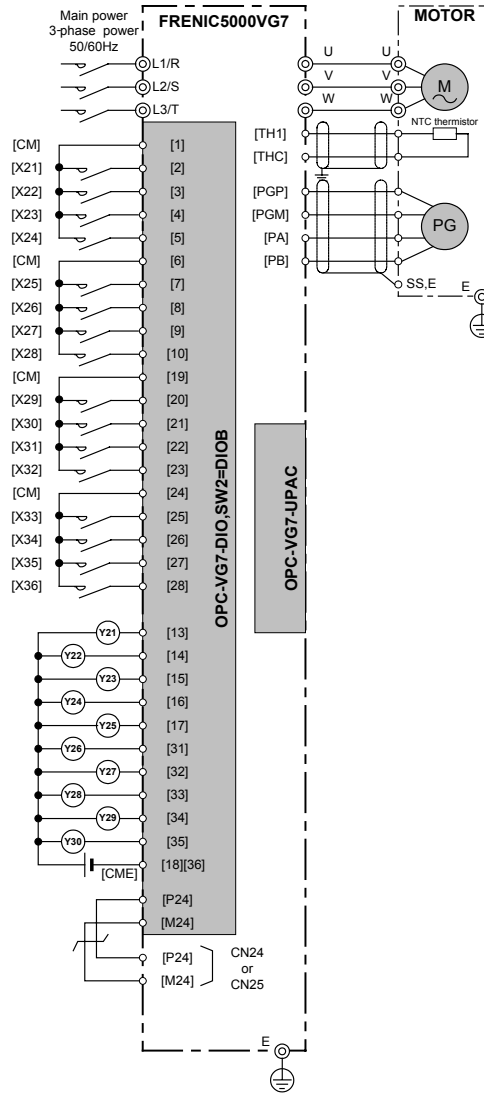 Main power
3-phase power
50/60Hz
FRENIC5000VG7
MOTOR
L1/R
L2/S
L3/T
U
U
V
V
W
W
M
NTC thermistor
[TH1]
[THC]
[PGP]
[PGM]
[PA]
[PB]
PG
SS,E
E
[CM]
[1]
[X21]
[2]
[X22]
[3]
[X23]
[4]
[X24]
[5]
[CM]
[6]
[X25]
[7]
[X26]
[8]
[X27]
[9]
[X28]
[10]
[CM]
[19]
[X29]
[20]
[X30]
[21]
[X31]
[22]
[X32]
[23]
[CM]
[24]
[X33]
[25]
[X34]
[26]
[X35]
[27]
[X36]
[28]
OPC-VG7-DIO,SW2=DIOB
OPC-VG7-UPAC
Y21
[13]
Y22
[14]
Y23
[15]
Y24
[16]
Y25
[17]
Y26
[31]
Y27
[32]
Y28
[33]
Y29
[34]
Y30
[35]
[CME]
[18][36]
[P24]
[M24]
[P24]
[M24]
CN24
or
CN25
E